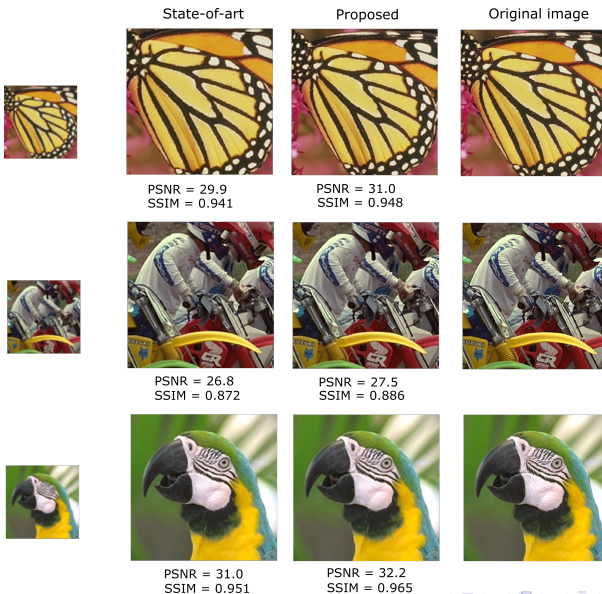 State-of-art
Proposed
Original image
PSNR = 29.9
SSIM = 0.941
PSNR = 31.0
SSIM = 0.948
PSNR = 26.8
SSIM = 0.872
PSNR = 27.5
SSIM = 0.886
PSNR = 31.0
SSIM = 0.951
PSNR = 32.2
SSIM = 0.965